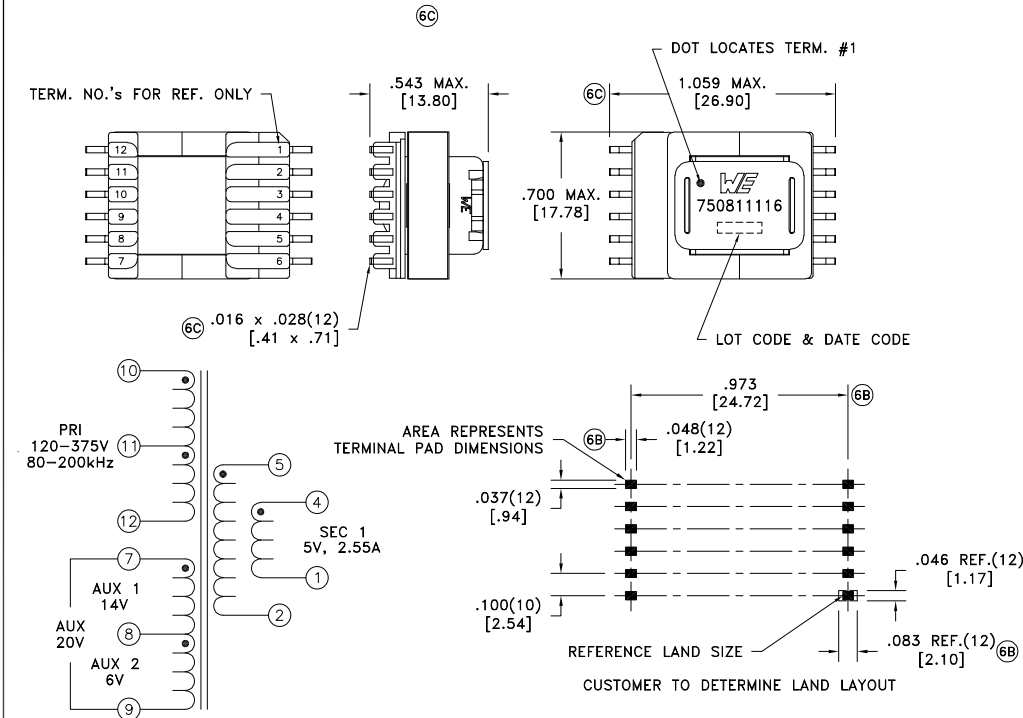 6C
DOT LOCATES TERM. #1
TERM. NO.'s FOR REF. ONLY
.543 MAX.
[13.80]
6C
1.059 MAX.
[26.90]
12
11
10
9
8
7
1
2
3
4
5
6
WE
.700 MAX.
[17.78]
WE
750811116
6C
.016 x .028(12)
[.41 x .71]
LOT CODE & DATE CODE
10
PRI
120-375V
80-200kHz
11
12
5
4
SEC 1
5V, 2.55A
1
2
7
AUX 1
14V
AUX
20V
8
AUX 2
6V
9
.973
[24.72]
6B
AREA REPRESENTS
TERMINAL PAD DIMENSIONS
6B
.048(12)
[1.22]
.037(12)
[.94]
.046 REF.(12)
[1.17]
.100(10)
[2.54]
REFERENCE LAND SIZE
.083 REF.(12)
[2.10]
6B
CUSTOMER TO DETERMINE LAND LAYOUT